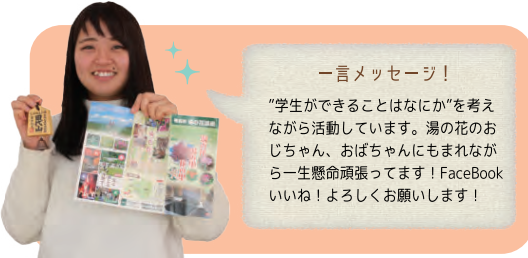 一言メッセージ！
”学生ができることはなにか”を考え
ながら活動しています。湯の花のお
じちゃん、おばちゃんにもまれなが
ら一生懸命頑張ってます！FaceBook
いいね！よろしくお願いします！